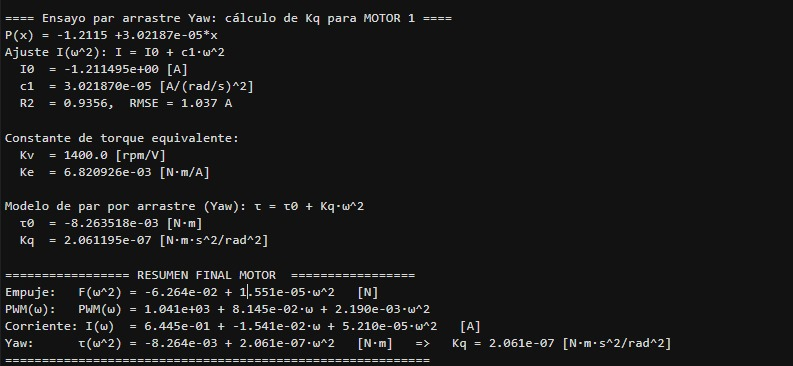 ==== Ensayo par arrastre Yaw: cálculo de Kq para MOTOR 1 ====
P(x) = -1.2115 +3.02187e-05*x
Ajuste I(ω^2): I = I0 + c1·ω^2
I0 = -1.211495e+00 [A]
c1 = 3.021870e-05 [A/(rad/s)^2]
R2 = 0.9356, RMSE = 1.037 A
Constante de torque equivalente:
Kv = 1400.0 [rpm/V]
Ke = 6.820926e-03 [N·m/A]
Modelo de par por arrastre (Yaw): τ = τ0 + Kq·ω^2
τ0 = -8.263518e-03 [N·m]
Kq = 2.061195e-07 [N·m·s^2/rad^2]
================= RESUMEN FINAL MOTOR =================
Empuje: F(ω^2) = -6.264e-02 + 1.551e-05·ω^2 [N]
PWM(ω): PWM(ω) = 1.041e+03 + 8.145e-02·ω + 2.190e-03·ω^2
Corriente: I(ω) = 6.445e-01 + -1.541e-02·ω + 5.210e-05·ω^2 [A]
Yaw: τ(ω^2) = -8.264e-03 + 2.061e-07·ω^2 [N·m] => Kq = 2.061e-07 [N·m·s^2/rad^2]
==========================================================